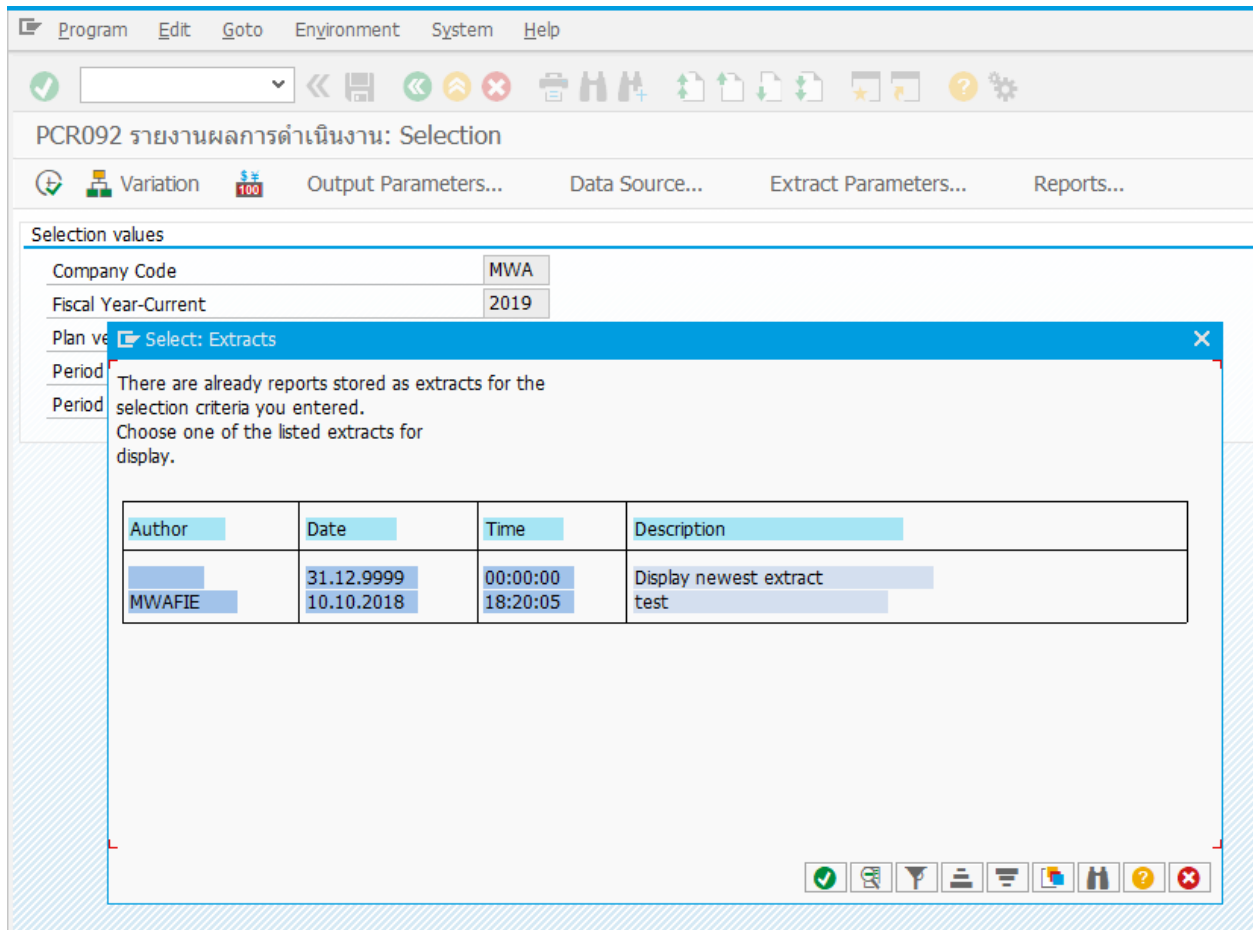 Program Edit Goto Environment System Help
PCR092 รายงานผลการดำเนินงาน: Selection
Variation Output Parameters... Data Source... Extract Parameters... Reports...
Selection values
Company Code MWA
Fiscal Year-Current 2019
Plan ve
Period
Period
Select: Extracts
There are already reports stored as extracts for the
selection criteria you entered.
Choose one of the listed extracts for
display.
Author Date Time Description
31.12.9999 00:00:00 Display newest extract
MWAFIE 10.10.2018 18:20:05 test